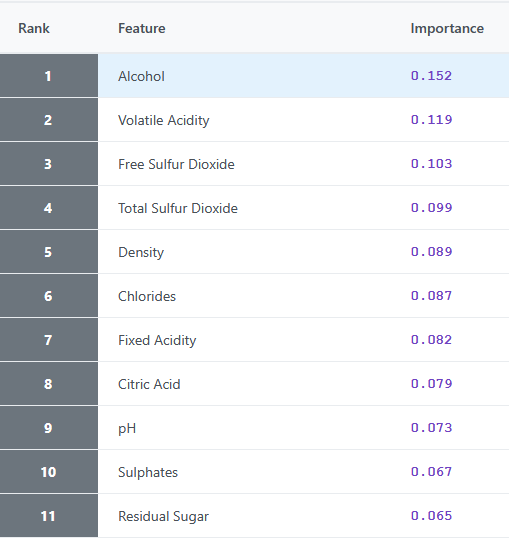 Rank Feature Importance
1 Alcohol 0.152
2 Volatile Acidity 0.119
3 Free Sulfur Dioxide 0.103
4 Total Sulfur Dioxide 0.099
5 Density 0.089
6 Chlorides 0.087
7 Fixed Acidity 0.082
8 Citric Acid 0.079
9 pH 0.073
10 Sulphates 0.067
11 Residual Sugar 0.065